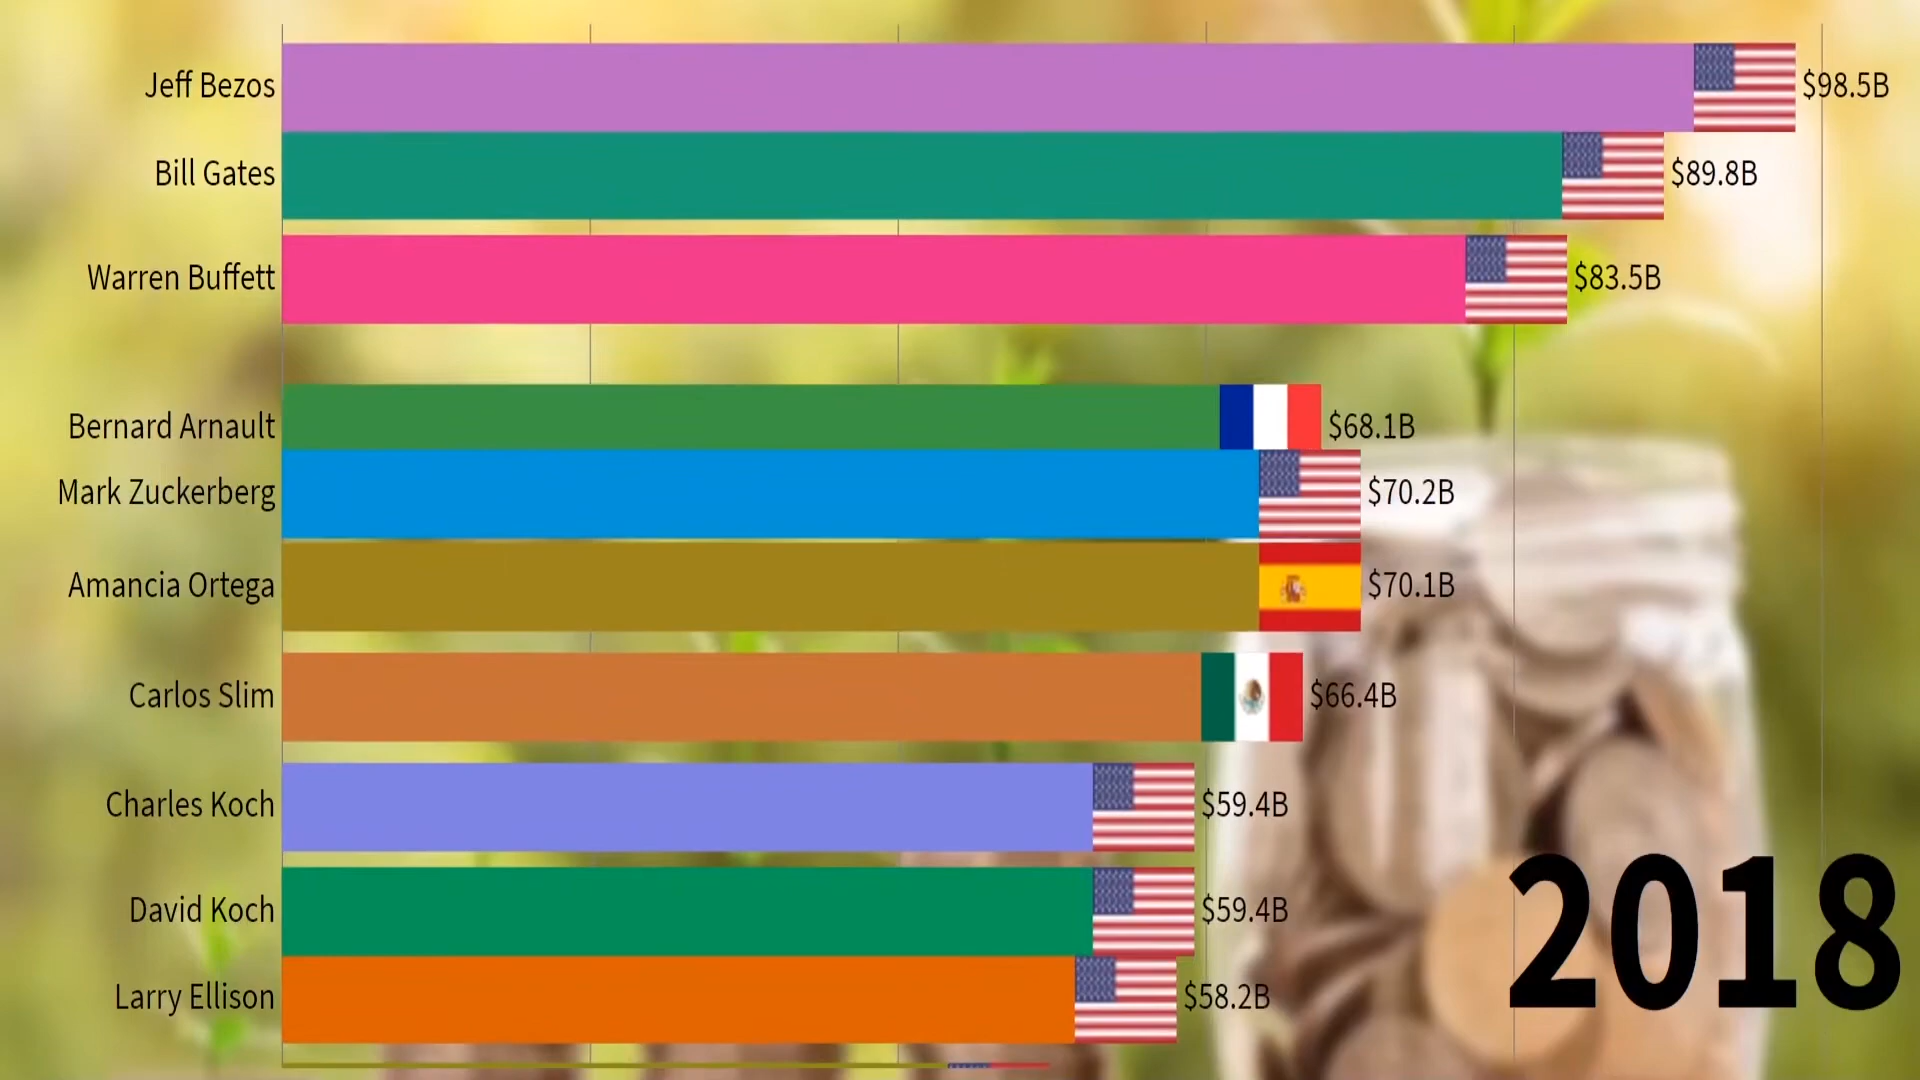 Jeff Bezos $98.5B
Bill Gates $89.8B
Warren Buffett $83.5B
Bernard Arnault $68.1B
Mark Zuckerberg $70.2B
Amancia Ortega $70.1B
Carlos Slim $66.4B
Charles Koch $59.4B
David Koch $59.4B
Larry Ellison $58.2B
2018